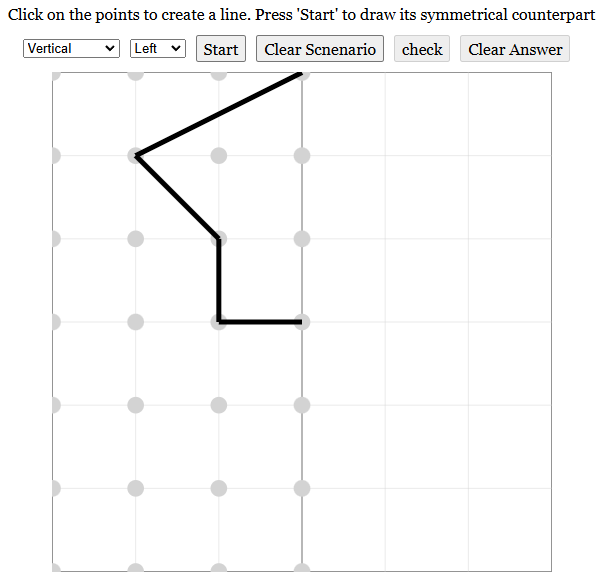 Click on the points to create a line. Press 'Start' to draw its symmetrical counterpart
Vertical Left Start Clear Scnenario check Clear Answer